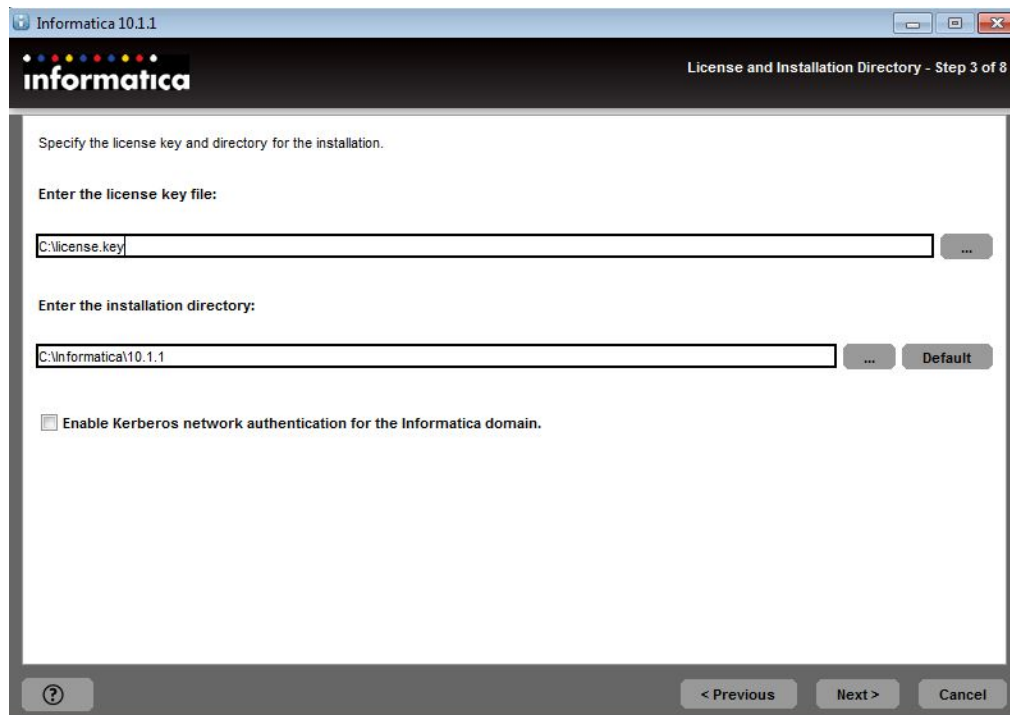 Informatica 10.1.1
informatica
License and Installation Directory - Step 3 of 8
Specify the license key and directory for the installation.
Enter the license key file:
C:\license.key
...
Enter the installation directory:
C:\Informatica\10.1.1
...
Default
Enable Kerberos network authentication for the Informatica domain.
?
< Previous
Next >
Cancel